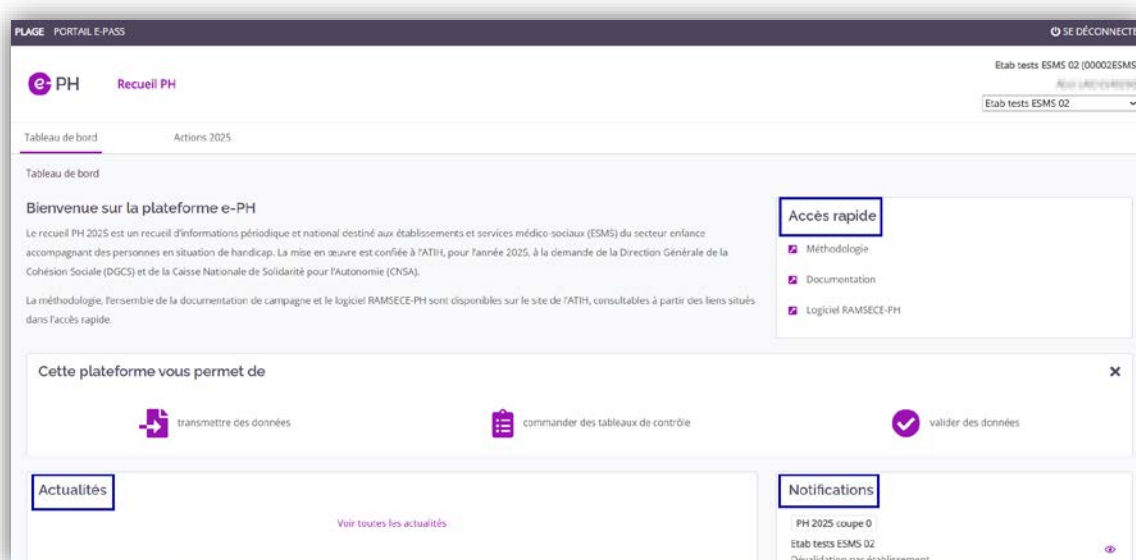 PLAGE PORTAIL E-PASS
SE DÉCONNECTE
Etab tests ESMS 02 (00002ESMS
e-PH Recueil PH
Etab tests ESMS 02
Tableau de bord Actions 2025
Tableau de bord
Bienvenue sur la plateforme e-PH
Le recueil PH 2025 est un recueil d'informations périodique et national destiné aux établissements et services médico-sociaux (ESMS) du secteur enfance
accompagnant des personnes en situation de handicap. La mise en œuvre est confiée à l'ATIH, pour l'année 2025, à la demande de la Direction Générale de la
Cohésion Sociale (DGCS) et de la Caisse Nationale de Solidarité pour l'Autonomie (CNSA).
La méthodologie, l'ensemble de la documentation de campagne et le logiciel RAMSECE-PH sont disponibles sur le site de l'ATIH, consultables à partir des liens situés
dans l'accès rapide.
Accès rapide
Méthodologie
Documentation
Logiciel RAMSECE-PH
Cette plateforme vous permet de
transmettre des données
commander des tableaux de contrôle
valider des données
Actualités
Voir toutes les actualités
Notifications
PH 2025 coupe 0
Etab tests ESMS 02
Dévalidation par établissement